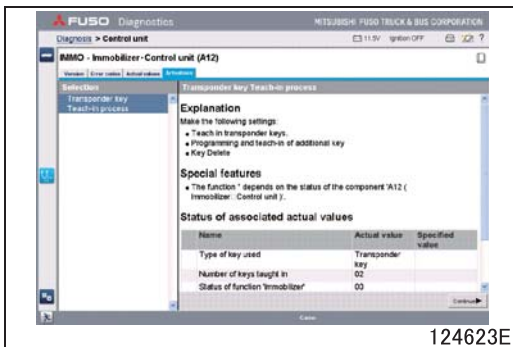 FUSO Diagnostics
MITSUBISHI FUSO TRUCK & BUS CORPORATION
Diagnosis > Control unit
11.5V Ignition OFF
?
IMMO - Immobilizer-Control unit (A12)
Version Error codes Actual values Actuations
Selection
Transponder key Teach-in process
Transponder key
Teach-in process
Explanation
Make the following settings:
• Teach in transponder keys.
• Programming and teach-in of additional key
• Key Delete
Special features
• The function " depends on the status of the component 'A12 (
Immobilizer: Control unit )'.
Status of associated actual values
Name Actual value Specified
value
Type of key used Transponder
key
Number of keys taught in 02
Status of function 'Immobilizer' 00
Continue
124623E